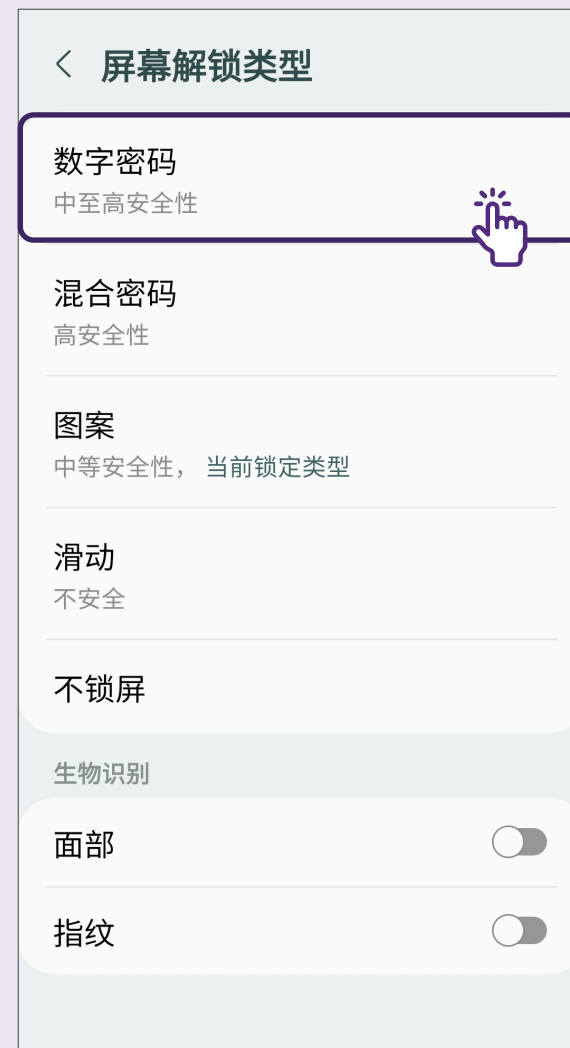 屏幕解锁类型
数字密码
中至高安全性
混合密码
高安全性
图案
中等安全性， 当前锁定类型
滑动
不安全
不锁屏
生物识别
面部
指纹